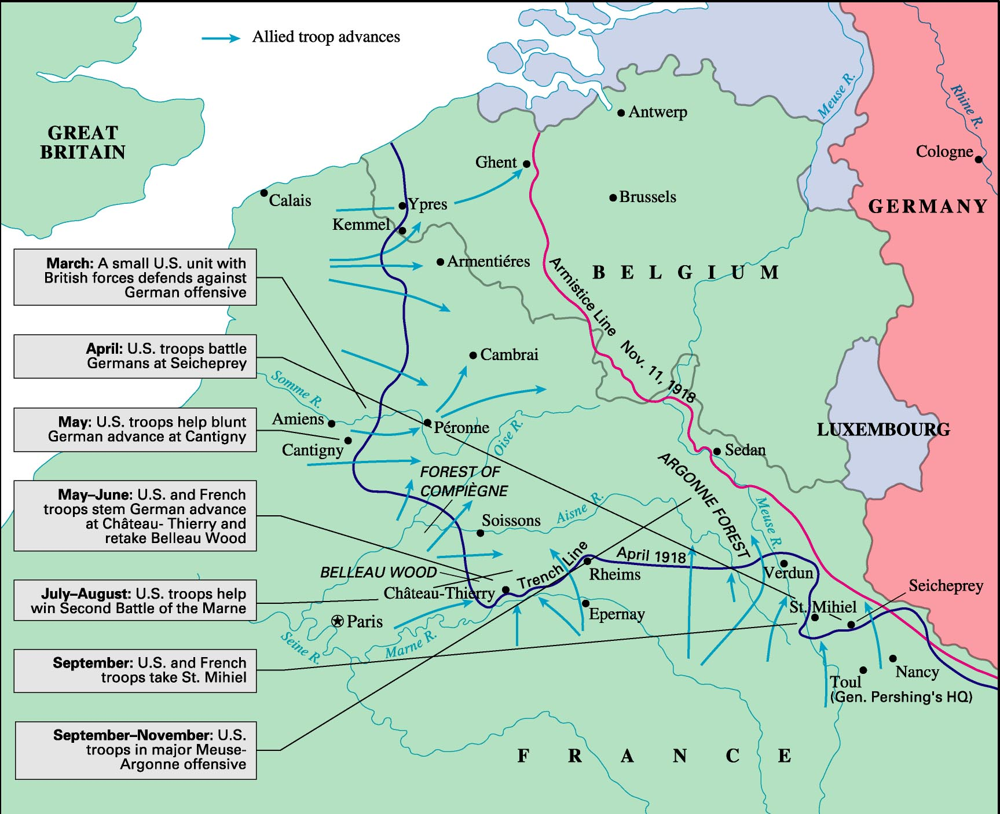 Allied troop advances
GREAT
BRITAIN
Meuse R.
Rhine R.
Antwerp
Cologne
Ghent
Calais
Ypres
Brussels
GERMANY
Kemmel
Armentiéres
BELGIUM
Armistice Line Nov. 11, 1918
March: A small U.S. unit with
British forces defends against
German offensive
April: U.S. troops battle
Germans at Seicheprey
Cambrai
Somme R.
Amiens
Péronne
May: U.S. troops help blunt
German advance at Cantigny
Cantigny
Oise R.
LUXEMBOURG
Sedan
FOREST OF
COMPIÈGNE
ARGONNE FOREST
May–June: U.S. and French
troops stem German advance
at Château- Thierry and
retake Belleau Wood
Soissons
Aisne R.
Meuse R.
Trench Line
April 1918
BELLEAU WOOD
Rheims
Verdun
Château-Thierry
Seicheprey
July–August: U.S. troops help
win Second Battle of the Marne
St. Mihiel
Epernay
Paris
Seine R.
Marne R.
September: U.S. and French
troops take St. Mihiel
Nancy
Toul
(Gen. Pershing's HQ)
September–November: U.S.
troops in major Meuse-
Argonne offensive
FRANCE